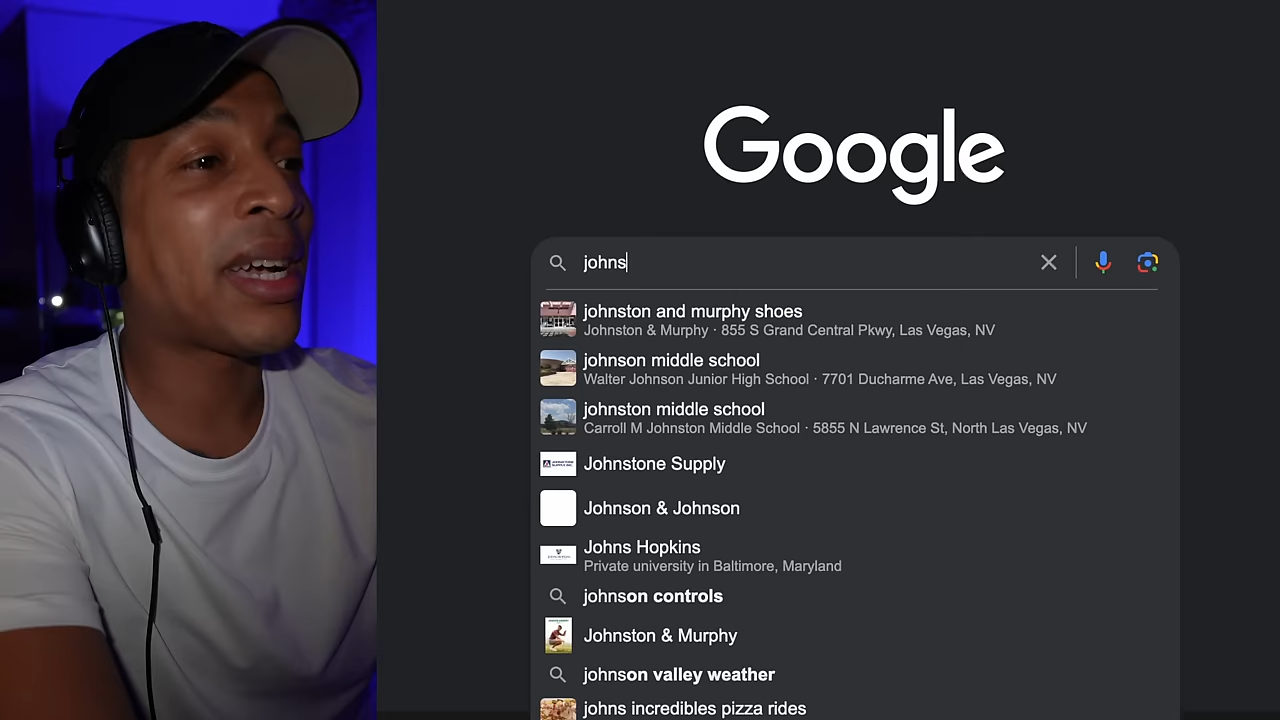 Google
johns
johnston and murphy shoes
Johnston & Murphy · 855 S Grand Central Pkwy, Las Vegas, NV
johnson middle school
Walter Johnson Junior High School · 7701 Ducharme Ave, Las Vegas, NV
johnston middle school
Carroll M Johnston Middle School · 5855 N Lawrence St, North Las Vegas, NV
Johnstone Supply
Johnson & Johnson
Johns Hopkins
Private university in Baltimore, Maryland
johnson controls
Johnston & Murphy
johnson valley weather
johns incredibles pizza rides